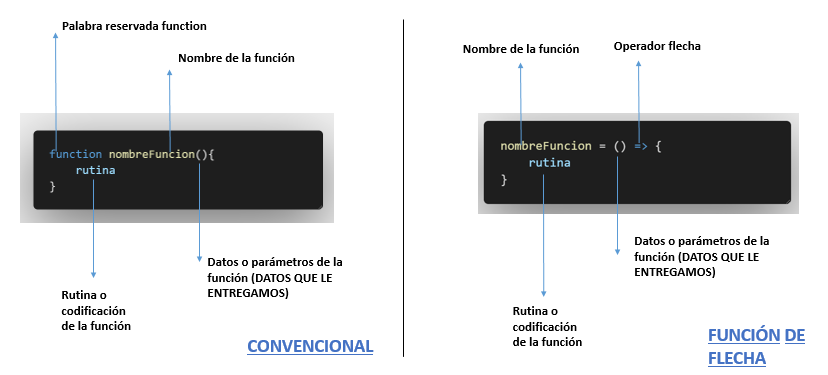 Palabra reservada function
Nombre de la función
function nombreFuncion(){
rutina
}
Datos o parámetros de la
función (DATOS QUE LE
ENTREGAMOS)
Rutina o
codificación
de la función
CONVENCIONAL
Nombre de la función
Operador flecha
nombreFuncion = () => {
rutina
}
Datos o parámetros de la
función (DATOS QUE LE
ENTREGAMOS)
Rutina o
codificación
de la función
FUNCIÓN DE
FLECHA